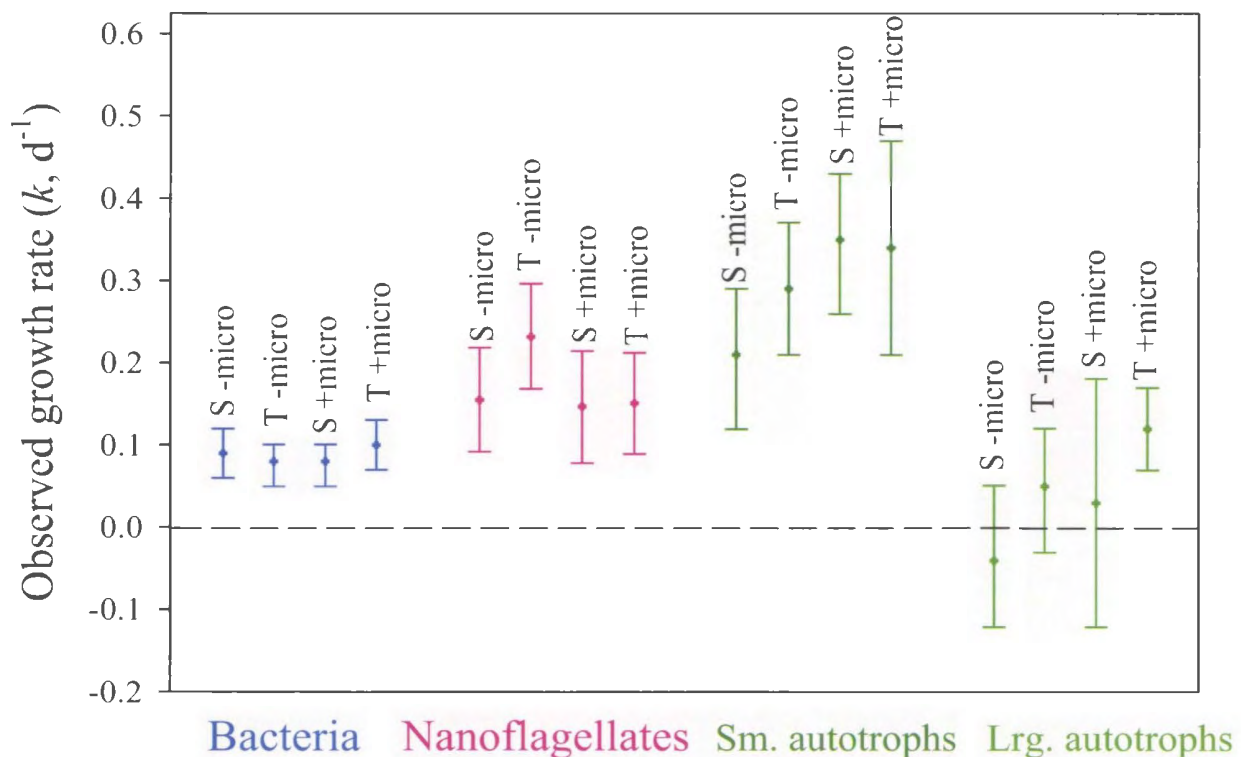 Observed growth rate (k, d⁻¹)
0.6
0.5
0.4
0.3
0.2
0.1
0.0
-0.1
-0.2
S -micro
T -micro
S +micro
T +micro
S -micro
T -micro
S +micro
T +micro
S -micro
T -micro
S +micro
T +micro
S -micro
T -micro
S +micro
T +micro
Bacteria Nanoflagellates Sm. autotrophs Lrg. autotrophs